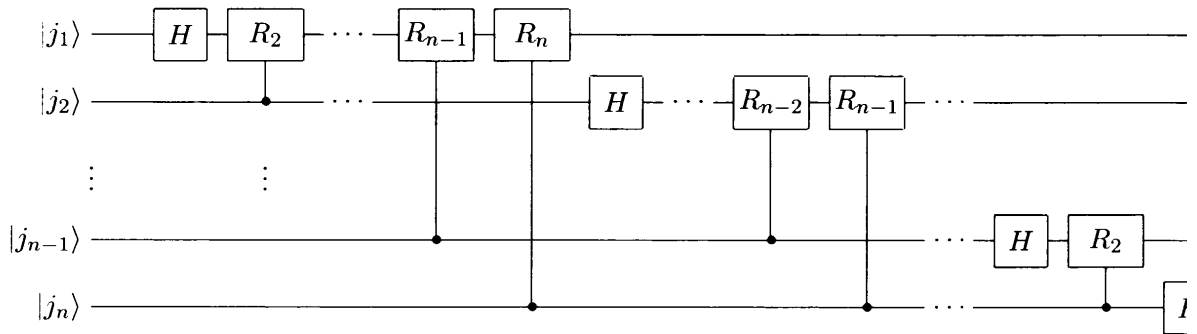 |j₁⟩ H R₂ ··· Rₙ₋₁ Rₙ
|j₂⟩ ··· H ··· Rₙ₋₂ Rₙ₋₁ ···
⋮ ⋮
|jₙ₋₁⟩ ··· H R₂
|jₙ⟩ ···